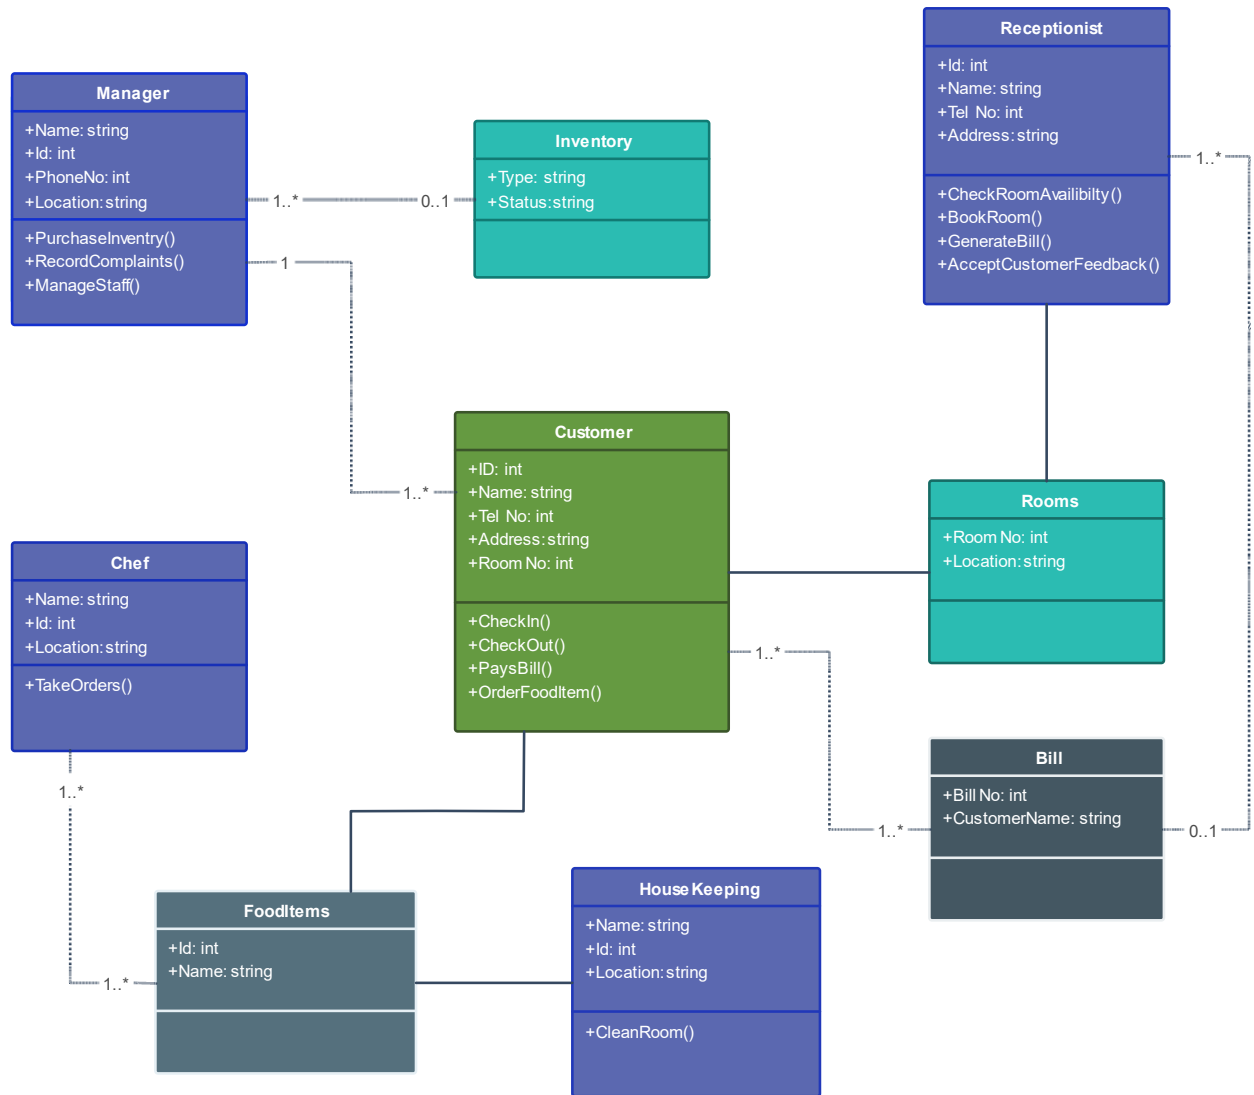 Receptionist
+Id: int
+Name: string
+Tel No: int
+Address: string
+CheckRoomAvailibilty()
+BookRoom()
+GenerateBill()
+AcceptCustomerFeedback()
Manager
+Name: string
+Id: int
+PhoneNo: int
+Location: string
+PurchaseInventry()
+RecordComplaints()
+ManageStaff()
Inventory
+Type: string
+Status:string
1..*
0..1
1
1..*
1..*
Customer
+ID: int
+Name: string
+Tel No: int
+Address: string
+Room No: int
+CheckIn()
+CheckOut()
+PaysBill()
+OrderFoodItem()
Rooms
+Room No: int
+Location: string
Chef
+Name: string
+Id: int
+Location: string
+TakeOrders()
1..*
1..*
0..1
Bill
+Bill No: int
+CustomerName: string
1..*
1..*
FoodItems
+Id: int
+Name: string
HouseKeeping
+Name: string
+Id: int
+Location: string
+CleanRoom()